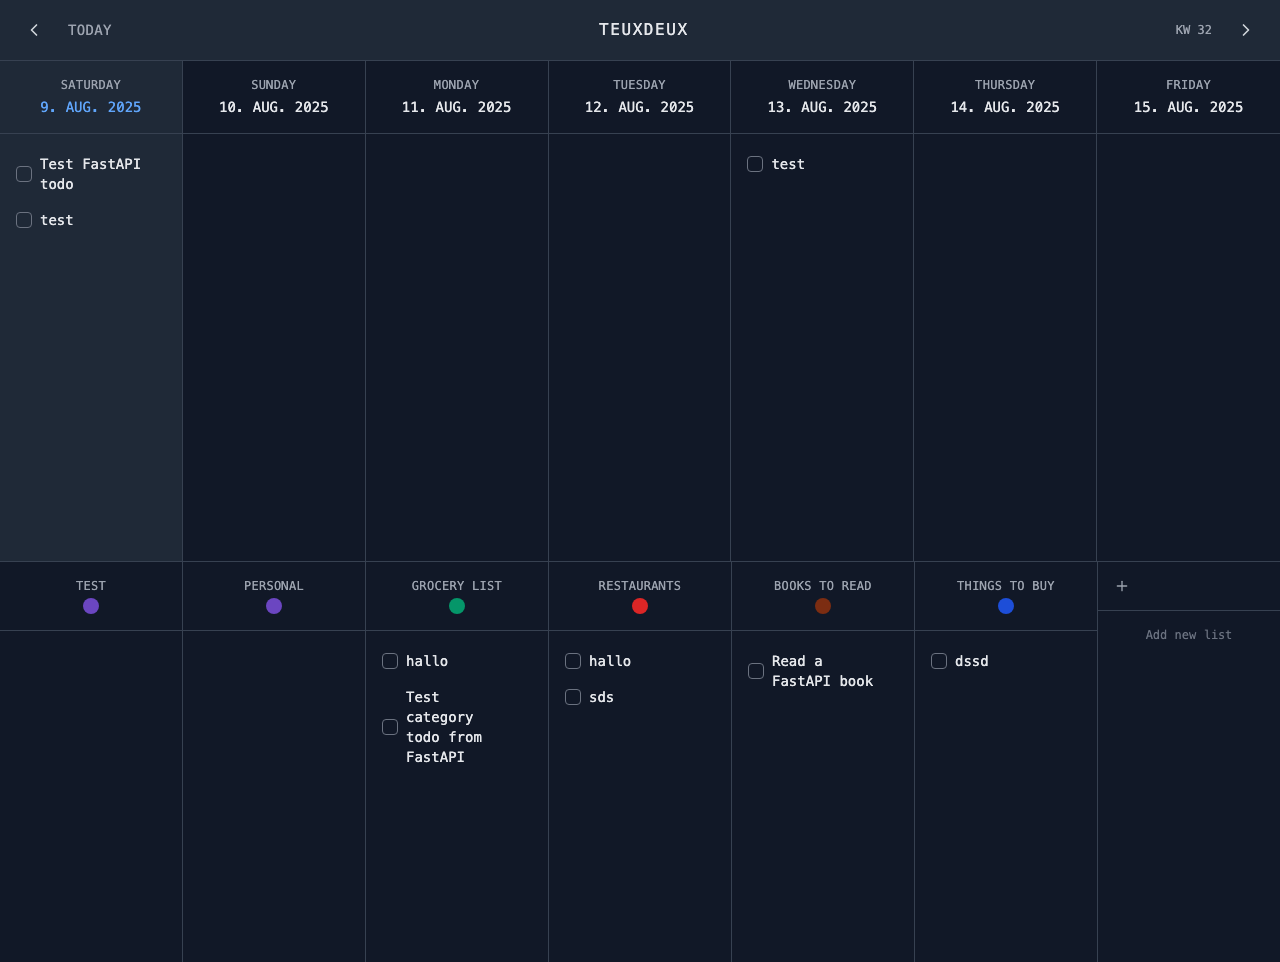 TODAY
TEUXDEUX
KW 32
SATURDAY
9. AUG. 2025
SUNDAY
10. AUG. 2025
MONDAY
11. AUG. 2025
TUESDAY
12. AUG. 2025
WEDNESDAY
13. AUG. 2025
THURSDAY
14. AUG. 2025
FRIDAY
15. AUG. 2025
Test FastAPI
todo
test
test
TEST
PERSONAL
GROCERY LIST
RESTAURANTS
BOOKS TO READ
THINGS TO BUY
+
Add new list
hallo
Test
category
todo from
FastAPI
hallo
sds
Read a
FastAPI book
dssd